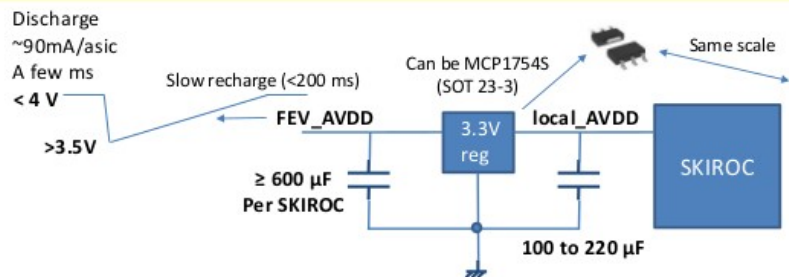 Discharge
~90mA/asic
A few ms
< 4 V
>3.5V
Slow recharge (<200 ms)
FEV_AVDD
≥ 600 µF
Per SKIROC
Can be MCP1754S
(SOT 23-3)
3.3V
reg
local_AVDD
100 to 220 µF
Same scale
SKIROC